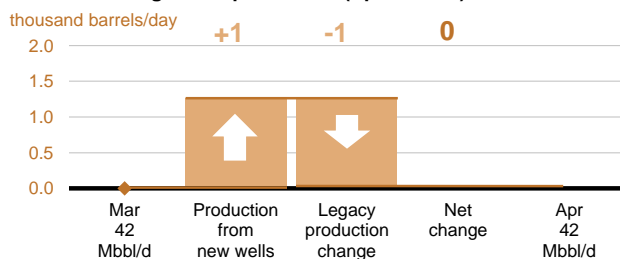 thousand barrels/day
+1 -1 0
2.0
1.5
1.0
0.5
0.0
Mar
42
Mbbl/d
Production
from
new wells
Legacy
production
change
Net
change
Apr
42
Mbbl/d